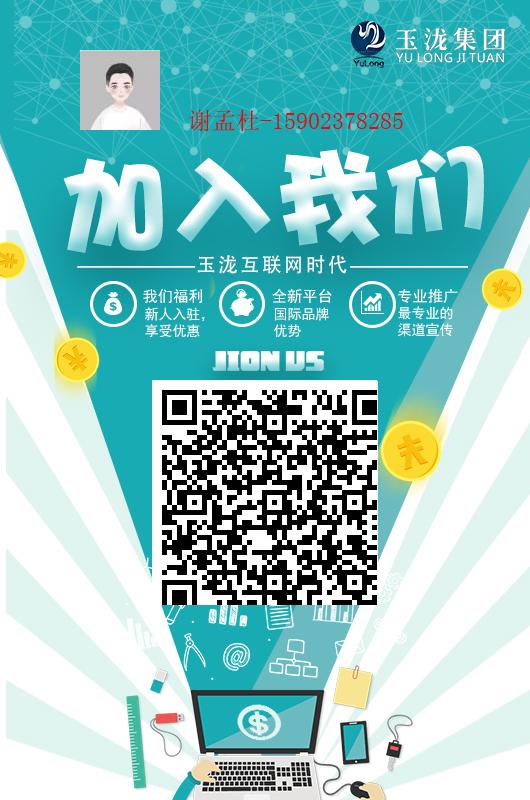 玉泷集团
YuLong
YU LONG JI TUAN
谢孟杜-15902378285
加入我们
玉泷互联网时代
我们福利
新人入驻，
享受优惠
全新平台
国际品牌
优势
专业推广
最专业的
渠道宣传
JION US